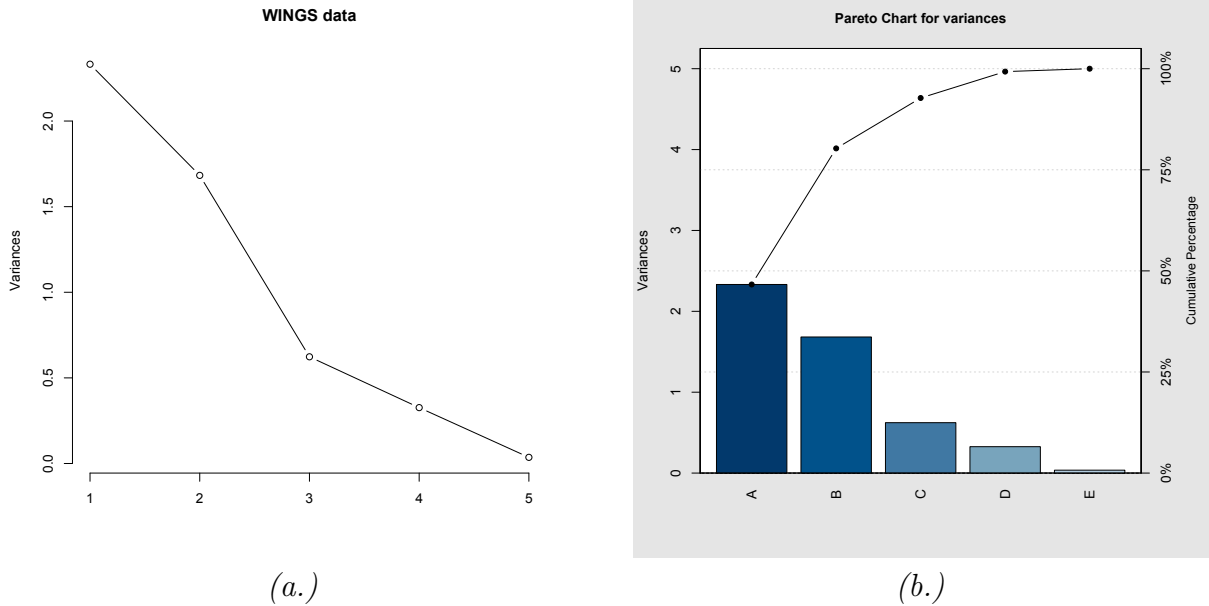 WINGS data
Variances
2.0
1.5
1.0
0.5
0.0
1 2 3 4 5
(a.)
Pareto Chart for variances
Variances
5
4
3
2
1
0
100%
75%
50%
25%
0%
Cumulative Percentage
A B C D E
(b.)